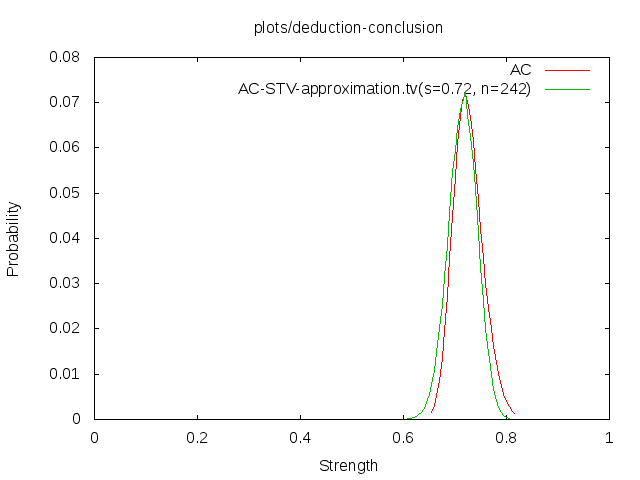 plots/deduction-conclusion
0.08
0.07
0.06
0.05
0.04
0.03
0.02
0.01
0
0 0.2 0.4 0.6 0.8 1
Probability
Strength
AC
AC-STV-approximation.tv(s=0.72, n=242)